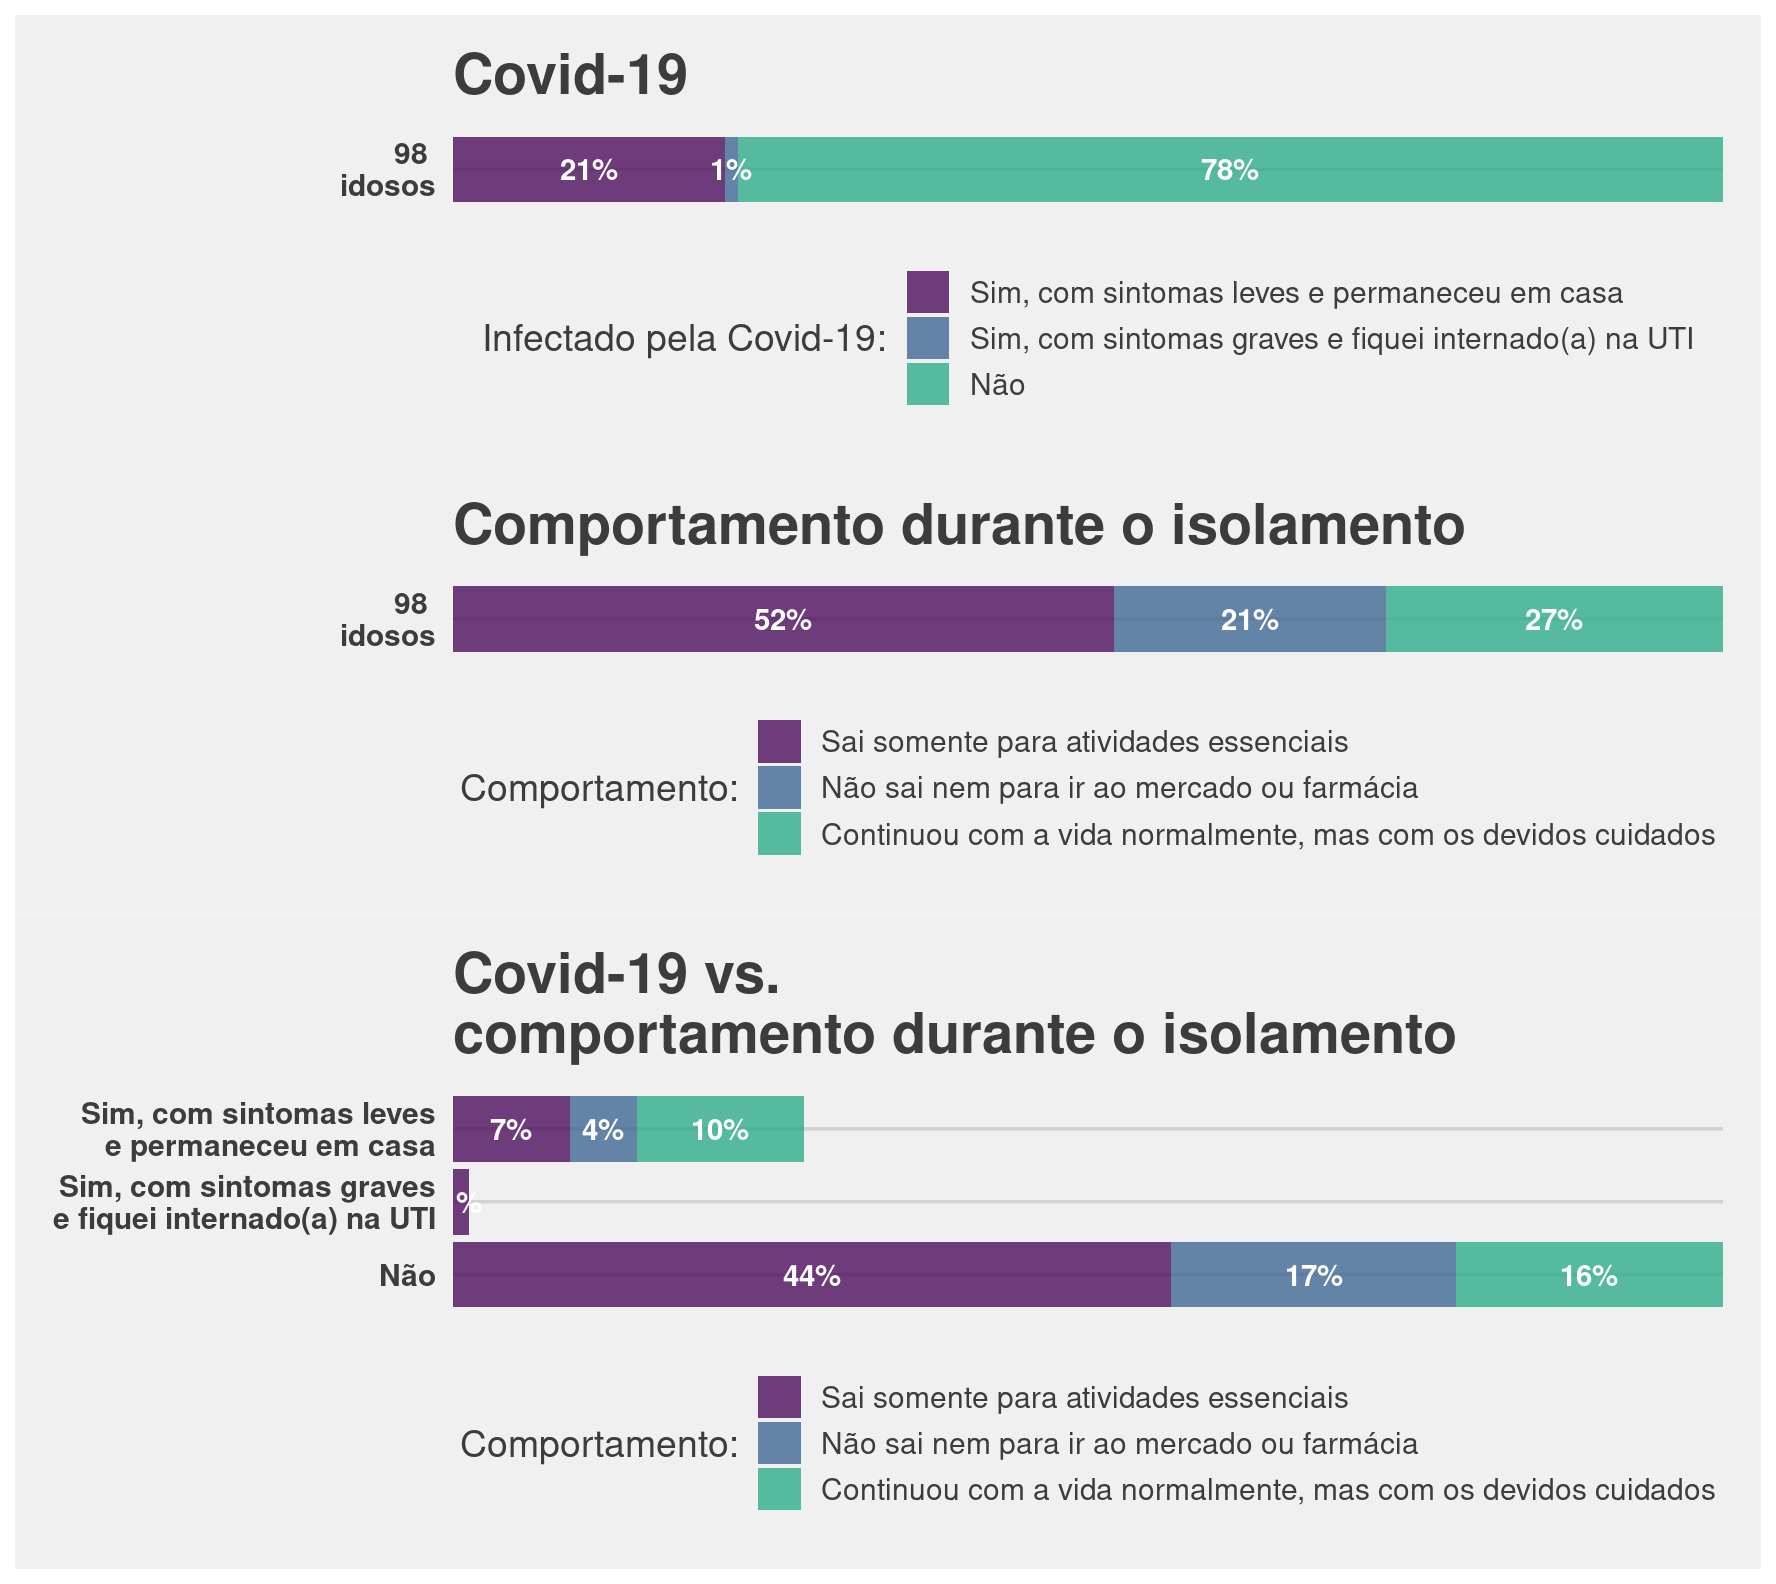 Covid-19
98
idosos
21% 1% 78%
Infectado pela Covid-19:
Sim, com sintomas leves e permaneceu em casa
Sim, com sintomas graves e fiquei internado(a) na UTI
Não
Comportamento durante o isolamento
98
idosos
52% 21% 27%
Comportamento:
Sai somente para atividades essenciais
Não sai nem para ir ao mercado ou farmácia
Continuou com a vida normalmente, mas com os devidos cuidados
Covid-19 vs.
comportamento durante o isolamento
Sim, com sintomas leves
e permaneceu em casa
7% 4% 10%
Sim, com sintomas graves
e fiquei internado(a) na UTI
%
Não
44% 17% 16%
Comportamento:
Sai somente para atividades essenciais
Não sai nem para ir ao mercado ou farmácia
Continuou com a vida normalmente, mas com os devidos cuidados